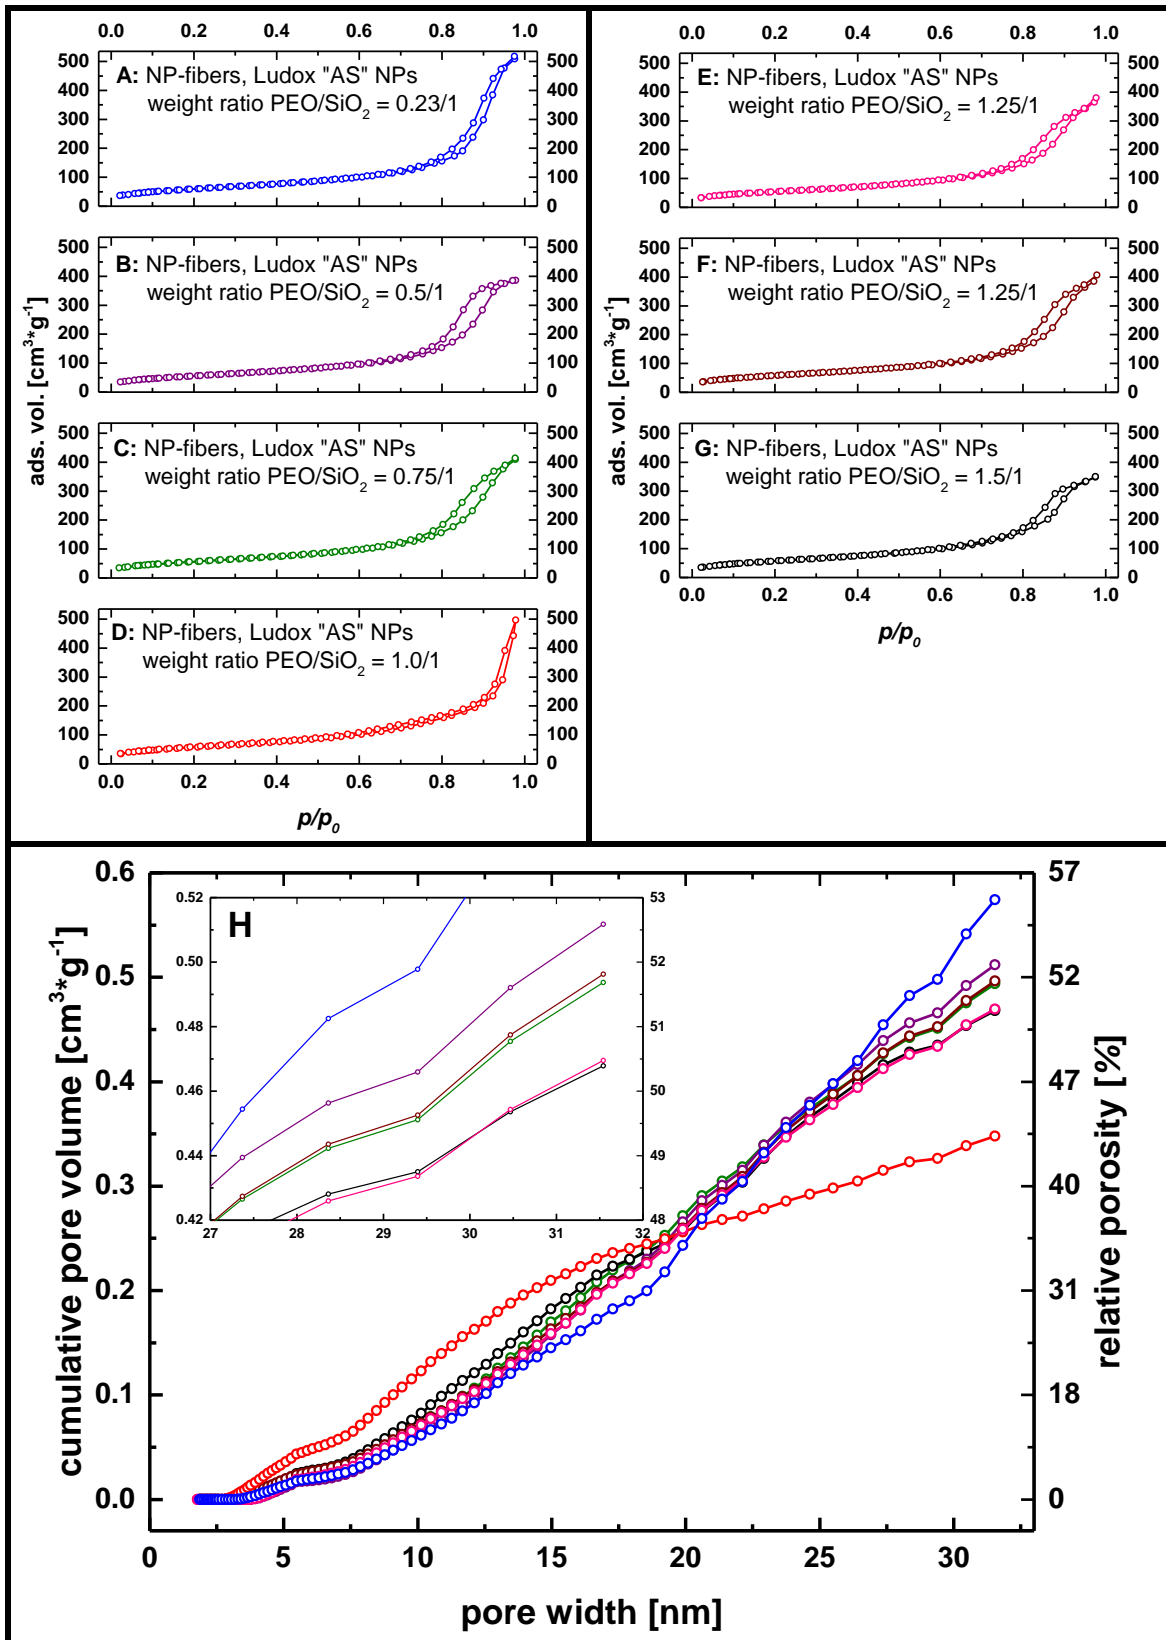 0.0 0.2 0.4 0.6 0.8 1.0
500 500
400 400
300 300
200 200
100 100
0 0
A: NP-fibers, Ludox "AS" NPs
weight ratio PEO/SiO2 = 0.23/1
500 500
400 400
300 300
200 200
100 100
0 0
B: NP-fibers, Ludox "AS" NPs
weight ratio PEO/SiO2 = 0.5/1
ads. vol. [cm3*g-1]
500 500
400 400
300 300
200 200
100 100
0 0
C: NP-fibers, Ludox "AS" NPs
weight ratio PEO/SiO2 = 0.75/1
500 500
400 400
300 300
200 200
100 100
0 0
D: NP-fibers, Ludox "AS" NPs
weight ratio PEO/SiO2 = 1.0/1
0.0 0.2 0.4 0.6 0.8 1.0
p/p0
0.0 0.2 0.4 0.6 0.8 1.0
500 500
400 400
300 300
200 200
100 100
0 0
E: NP-fibers, Ludox "AS" NPs
weight ratio PEO/SiO2 = 1.25/1
500 500
400 400
300 300
200 200
100 100
0 0
F: NP-fibers, Ludox "AS" NPs
weight ratio PEO/SiO2 = 1.25/1
ads. vol. [cm3*g-1]
500 500
400 400
300 300
200 200
100 100
0 0
G: NP-fibers, Ludox "AS" NPs
weight ratio PEO/SiO2 = 1.5/1
0.0 0.2 0.4 0.6 0.8 1.0
p/p0
cumulative pore volume [cm3*g-1]
0.6
0.5
0.4
0.3
0.2
0.1
0.0
H
0.52
0.50
0.48
0.46
0.44
0.42
53
52
51
50
49
48
27 28 29 30 31 32
57
52
47
40
31
18
0
relative porosity [%]
0 5 10 15 20 25 30
pore width [nm]